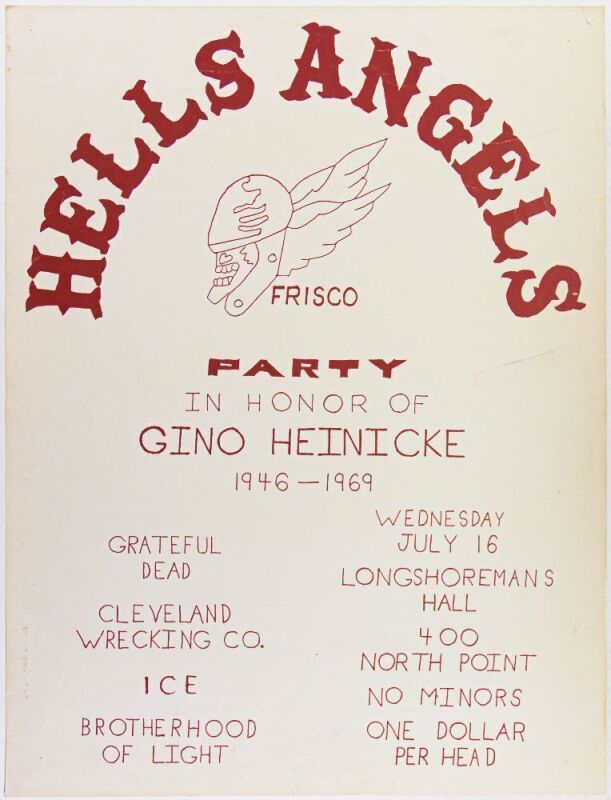 HELLS ANGELS
FRISCO
PARTY
IN HONOR OF
GINO HEINICKE
1946 — 1969
GRATEFUL
DEAD
CLEVELAND
WRECKING CO.
ICE
BROTHERHOOD
OF LIGHT
WEDNESDAY
JULY 16
LONGSHOREMANS
HALL
400
NORTH POINT
NO MINORS
ONE DOLLAR
PER HEAD